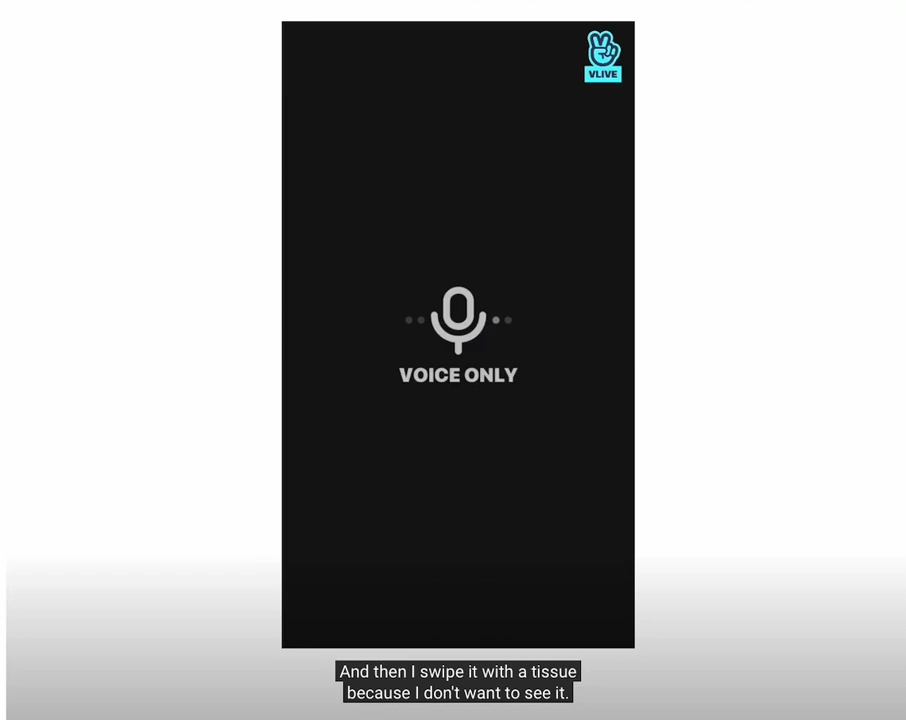 VLIVE
VOICE ONLY
And then I swipe it with a tissue
because I don't want to see it.